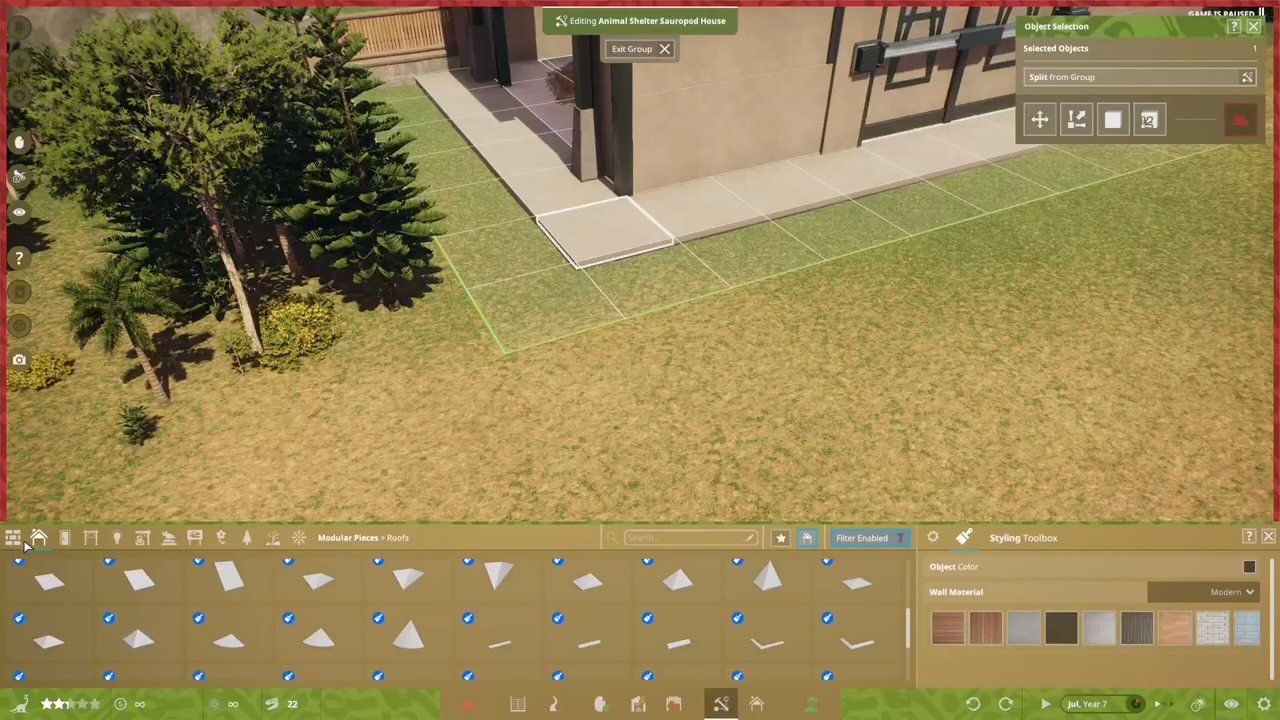 GAME IS PAUSED
Editing Animal Shelter Sauropod House
Exit Group
Object Selection
?
Selected Objects 1
Split from Group
12
?
Modular Pieces > Roofs
Search...
Filter Enabled
Styling Toolbox
?
Object Color
Wall Material
Modern
$ ∞
∞
22
Jul, Year 7